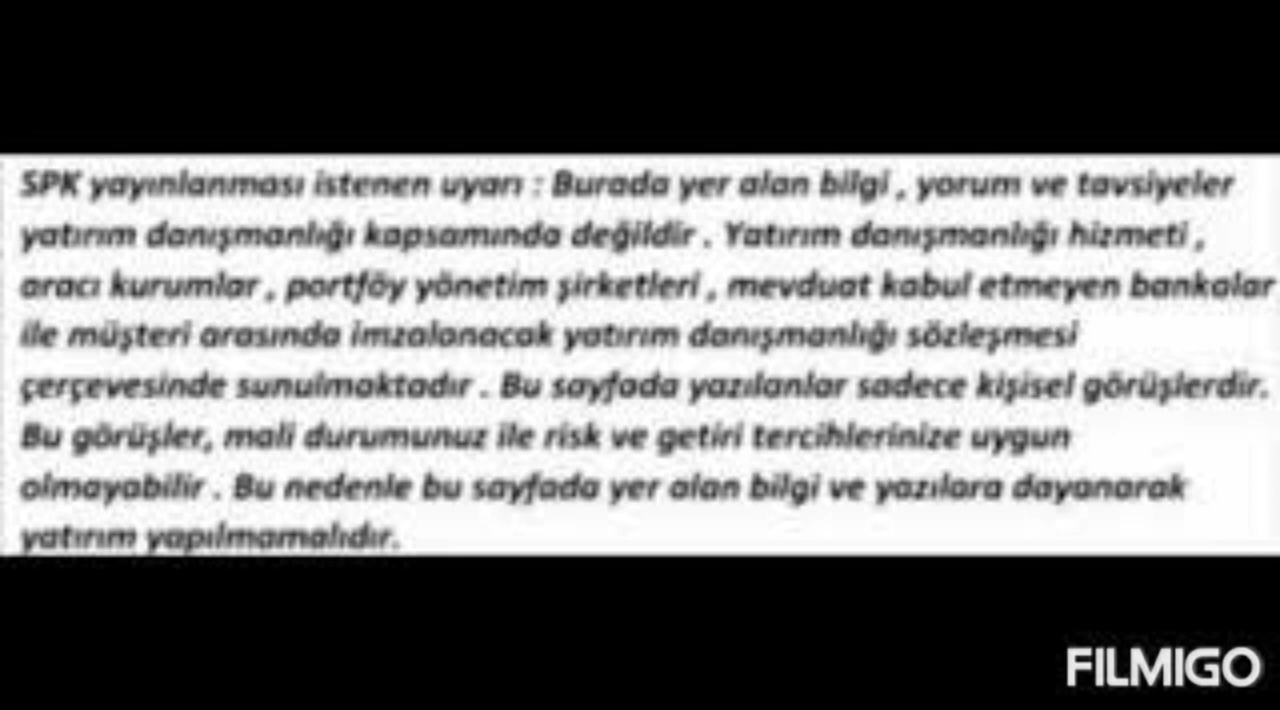 SPK yayınlanması istenen uyarı : Burada yer alan bilgi , yorum ve tavsiyeler
yatırım danışmanlığı kapsamında değildir . Yatırım danışmanlığı hizmeti ,
aracı kurumlar , portföy yönetim şirketleri , mevduat kabul etmeyen bankalar
ile müşteri arasında imzalanacak yatırım danışmanlığı sözleşmesi
çerçevesinde sunulmaktadır . Bu sayfada yazılanlar sadece kişisel görüşlerdir.
Bu görüşler, mali durumunuz ile risk ve getiri tercihlerinize uygun
olmayabilir . Bu nedenle bu sayfada yer alan bilgi ve yazılara dayanarak
yatırım yapılmamalıdır.
FILMIGO